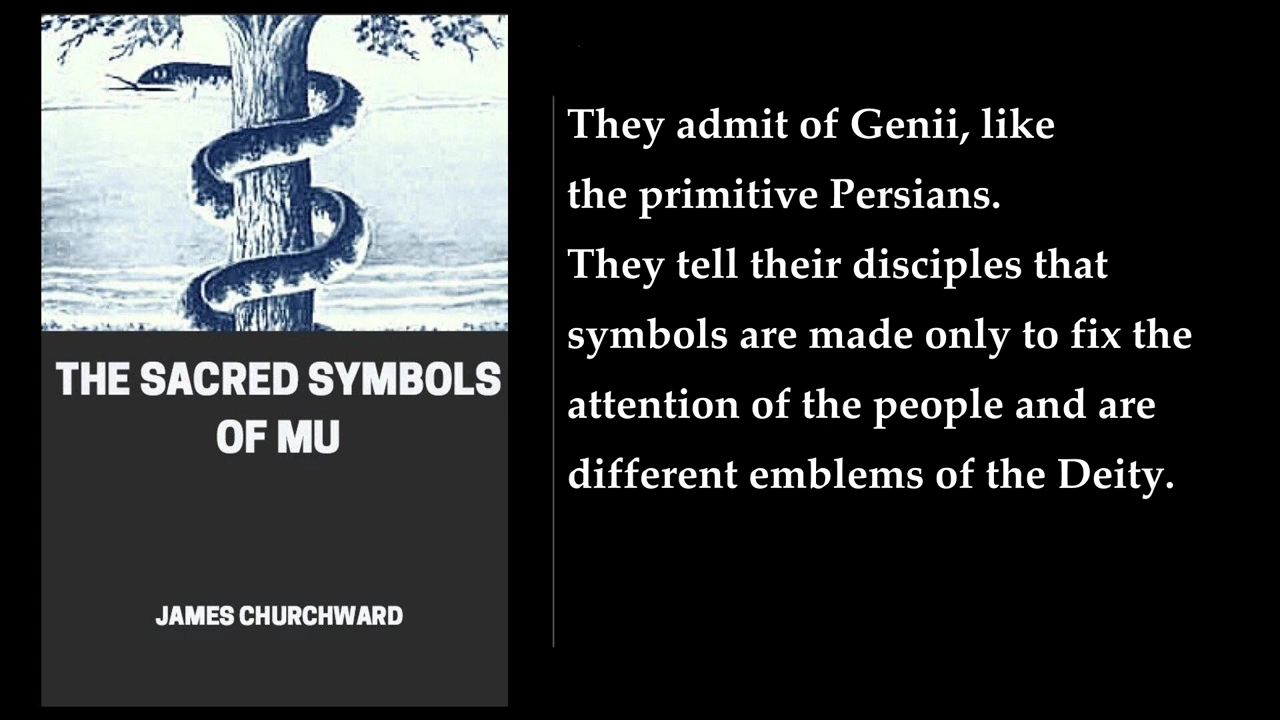 THE SACRED SYMBOLS
OF MU
JAMES CHURCHWARD
They admit of Genii, like
the primitive Persians.
They tell their disciples that
symbols are made only to fix the
attention of the people and are
different emblems of the Deity.